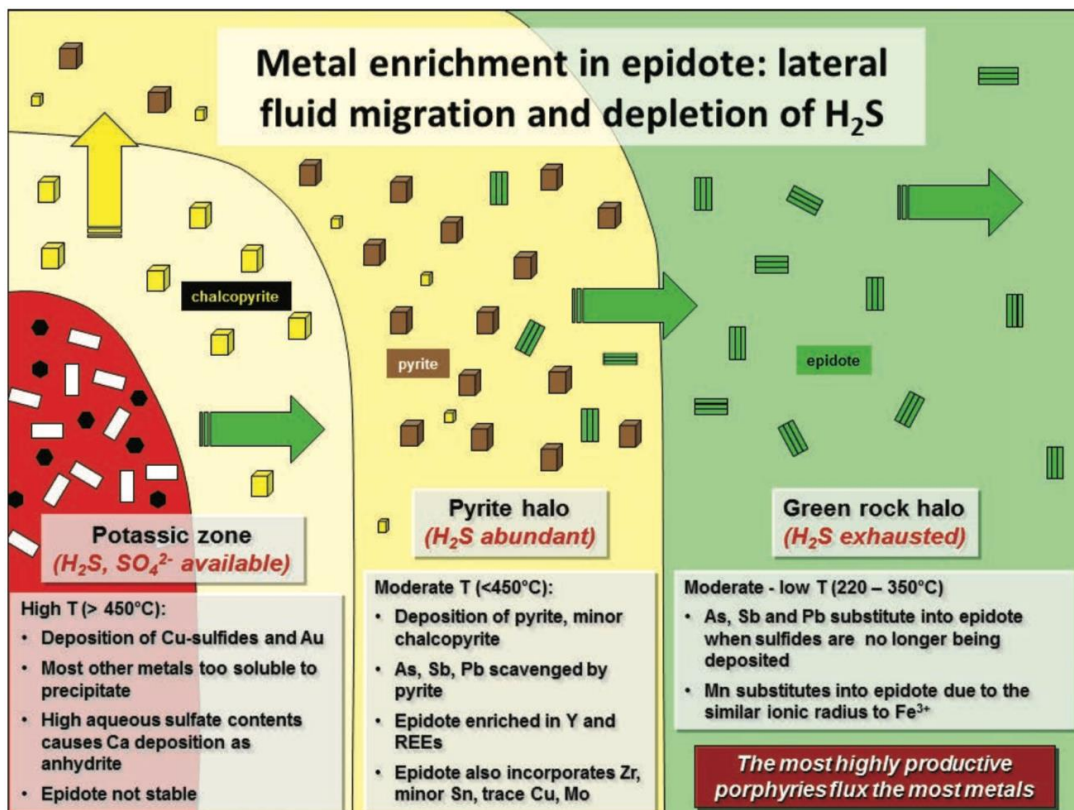 Metal enrichment in epidote: lateral
fluid migration and depletion of H₂S
chalcopyrite
pyrite
epidote
Potassic zone
(H₂S, SO₄²⁻ available)
High T (> 450°C):
• Deposition of Cu-sulfides and Au
• Most other metals too soluble to
precipitate
• High aqueous sulfate contents
causes Ca deposition as
anhydrite
• Epidote not stable
Pyrite halo
(H₂S abundant)
Moderate T (<450°C):
• Deposition of pyrite, minor
chalcopyrite
• As, Sb, Pb scavenged by
pyrite
• Epidote enriched in Y and
REEs
• Epidote also incorporates Zr,
minor Sn, trace Cu, Mo
Green rock halo
(H₂S exhausted)
Moderate - low T (220 – 350°C)
• As, Sb and Pb substitute into epidote
when sulfides are no longer being
deposited
• Mn substitutes into epidote due to the
similar ionic radius to Fe³⁺
The most highly productive
porphyries flux the most metals